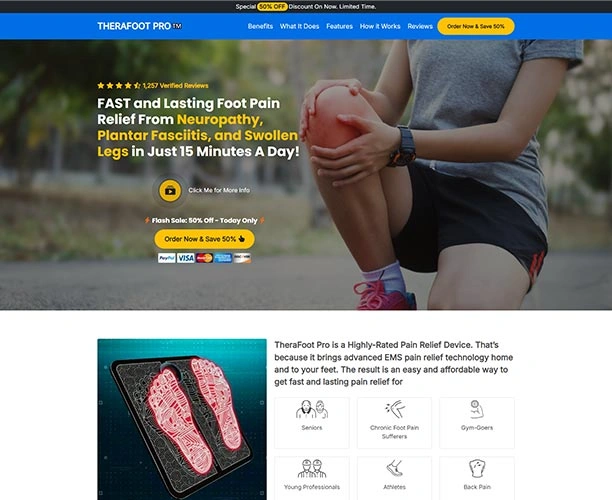 Special 50% OFF Discount On Now. Limited Time.
THERAFOOT PRO™
Benefits What It Does Features How it Works Reviews Order Now & Save 50%
1,257 Verified Reviews
FAST and Lasting Foot Pain
Relief From Neuropathy,
Plantar Fasciitis, and Swollen
Legs in Just 15 Minutes A Day!
Click Me for More Info
Flash Sale: 50% Off - Today Only
Order Now & Save 50%
PayPal VISA
TheraFoot Pro is a Highly-Rated Pain Relief Device. That's
because it brings advanced EMS pain relief technology home
and to your feet. The result is an easy and affordable way to
get fast and lasting pain relief for
Seniors
Chronic Foot Pain
Sufferers
Gym-Goers
Young Professionals
Athletes
Back Pain